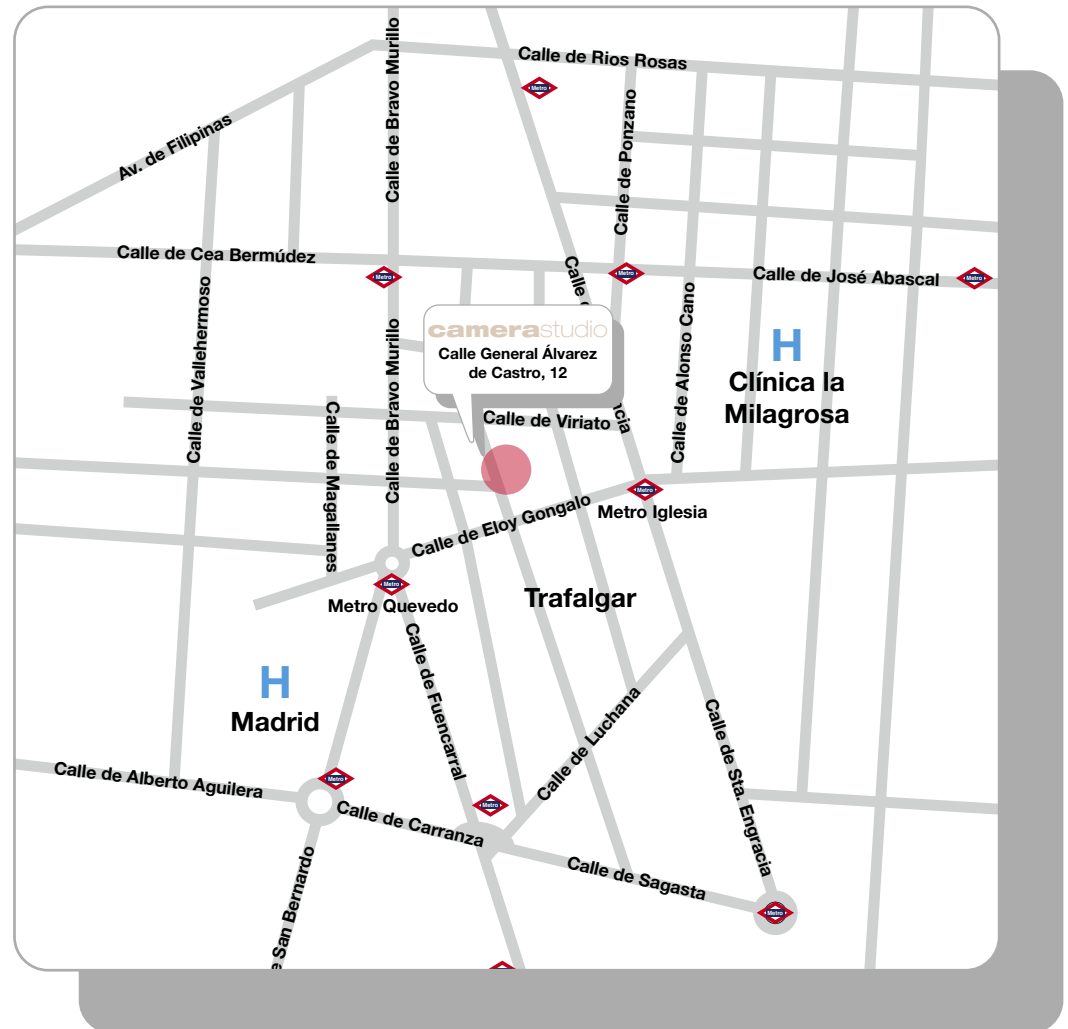 Calle de Rios Rosas
Metro
Calle de Bravo Murillo
Calle de Ponzano
Av. de Filipinas
Calle de Cea Bermúdez
Metro
Metro
Calle de José Abascal
Metro
Calle d
camerastudio
Calle General Álvarez
de Castro, 12
Calle de Vallehermoso
Calle de Bravo Murillo
Calle de Alonso Cano
H
Clínica la
Milagrosa
Calle de Viriato
ncia
Calle de Magallanes
Calle de Eloy Gongalo
Metro
Metro Iglesia
Metro
Metro Quevedo
Trafalgar
H
Madrid
Calle de Fuencarral
Calle de Luchana
Calle de Sta. Engracia
Calle de Alberto Aguilera
Metro
Metro
Calle de Carranza
Calle de Sagasta
Metro
e San Bernardo